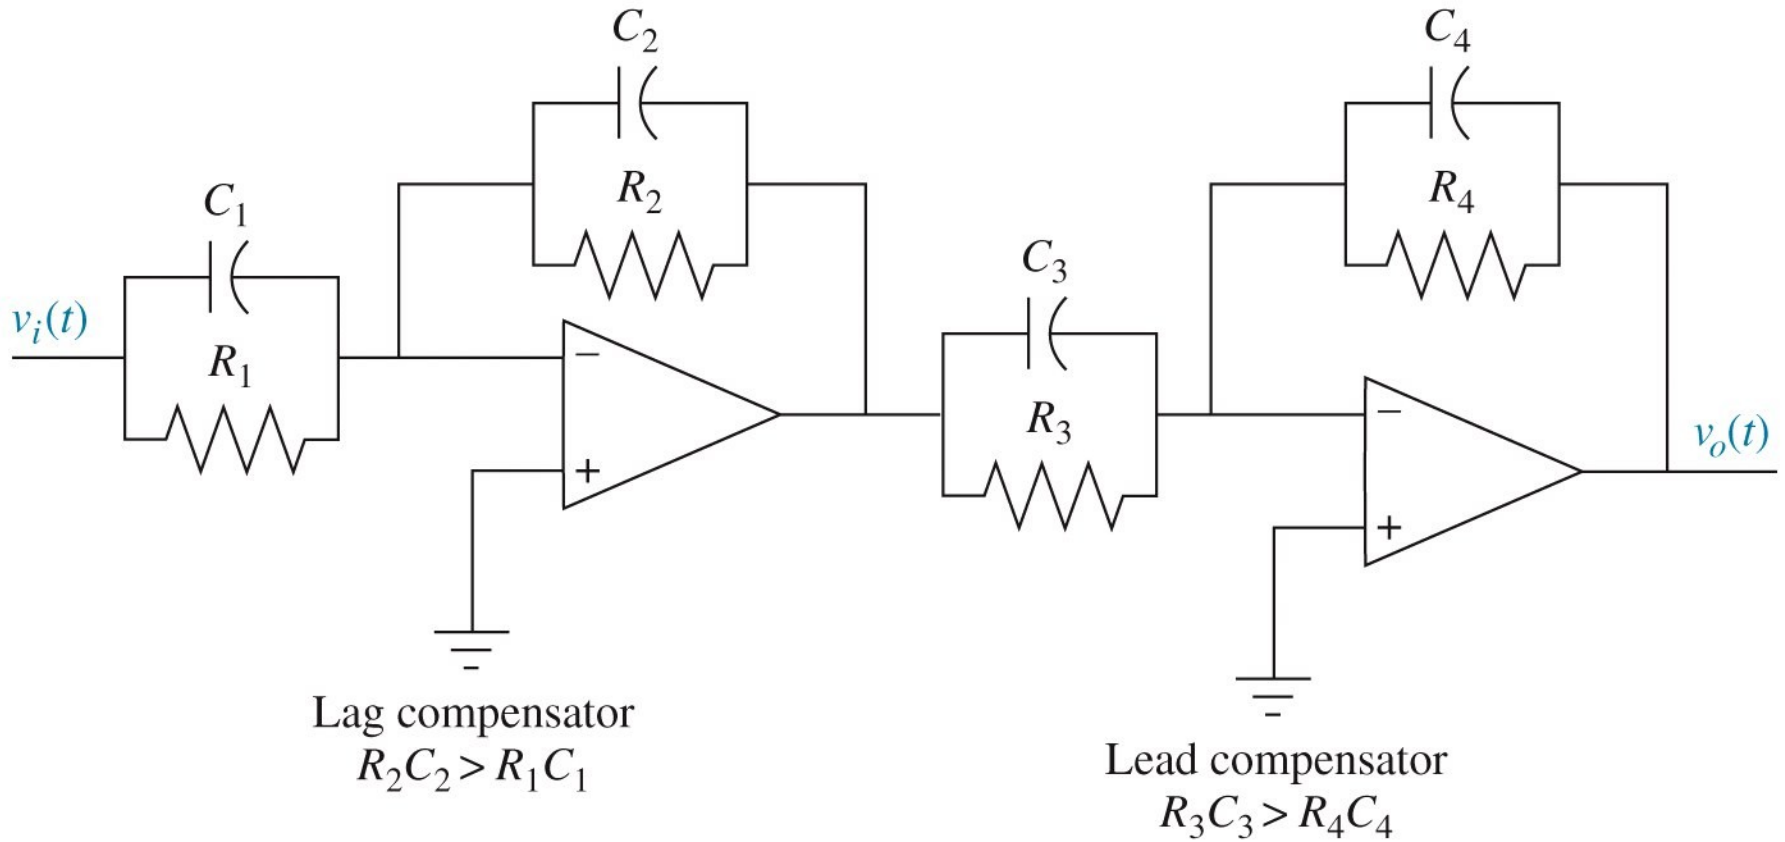 C₂
C₄
R₂
R₄
C₁
C₃
vᵢ(t)
R₁
−
R₃
−
vₒ(t)
+
+
Lag compensator
R₂C₂ > R₁C₁
Lead compensator
R₃C₃ > R₄C₄